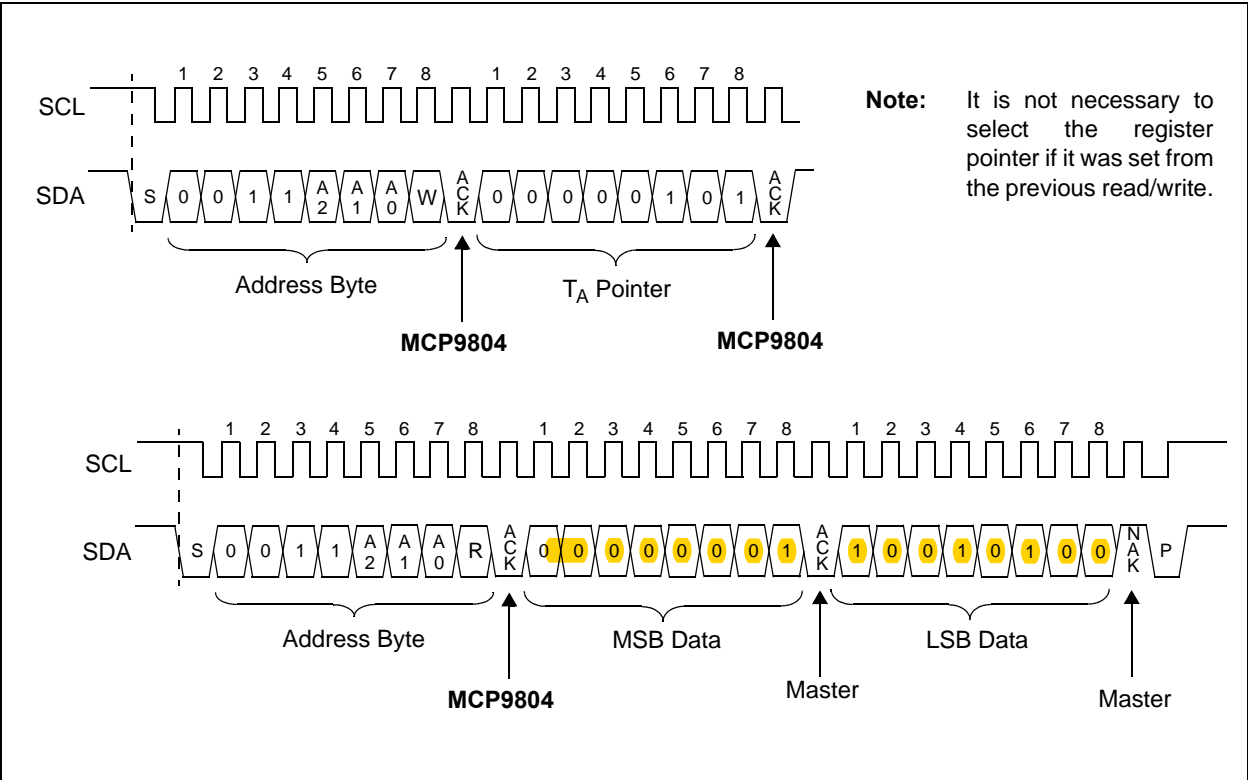 1 2 3 4 5 6 7 8 1 2 3 4 5 6 7 8
SCL
SDA
S 0 0 1 1 A2 A1 A0 W ACK 0 0 0 0 0 1 0 1 ACK
Address Byte
TA Pointer
MCP9804
MCP9804
Note: It is not necessary to
select the register
pointer if it was set from
the previous read/write.
1 2 3 4 5 6 7 8 1 2 3 4 5 6 7 8 1 2 3 4 5 6 7 8
SCL
SDA
S 0 0 1 1 A2 A1 A0 R ACK 0 0 0 0 0 0 0 1 ACK 1 0 0 1 0 1 0 0 NAK P
Address Byte
MSB Data
LSB Data
MCP9804
Master
Master